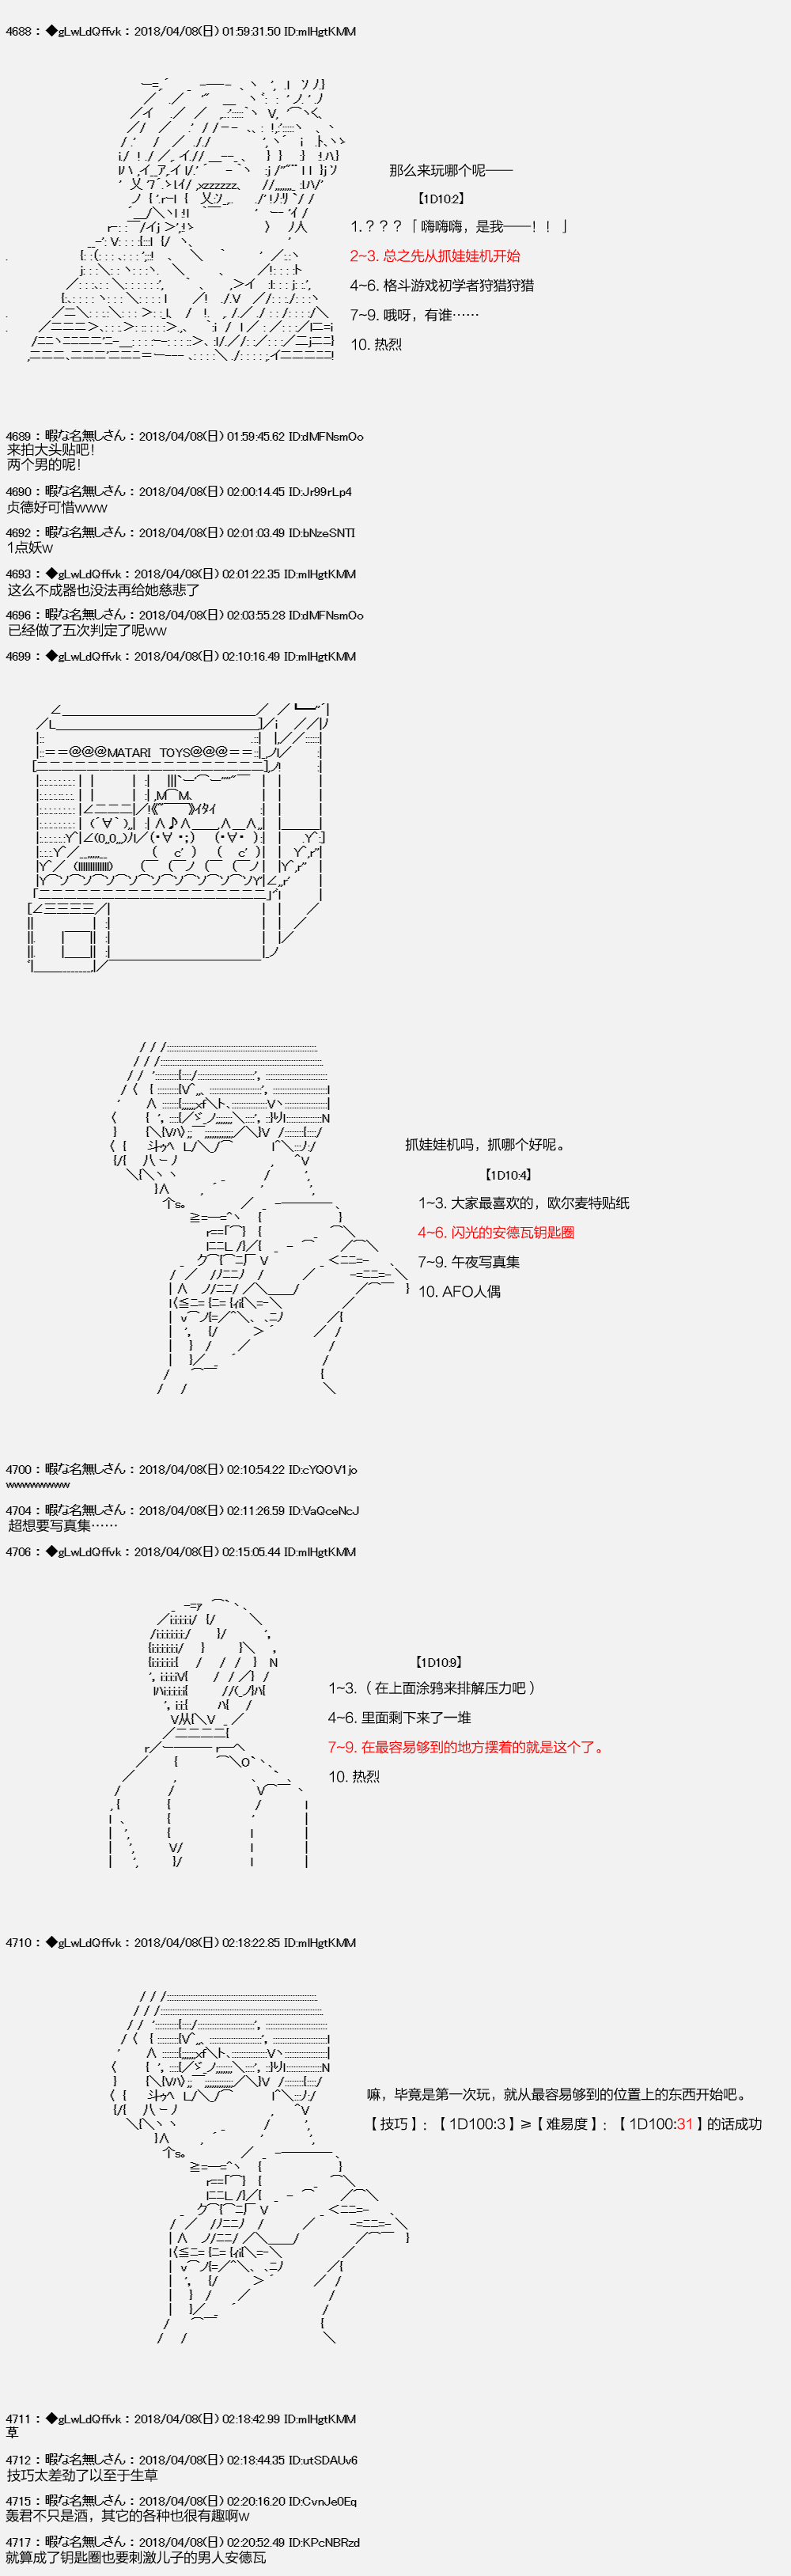 4688 : ◆gLwLdQffvk : 2018/04/08(日) 01:59:31.50 ID:mIHgtKMM
那么来玩哪个呢——
【1D10:2】
1. ？？？「 嗨嗨嗨，是我——！！ 」
2~3. 总之先从抓娃娃机开始
4~6. 格斗游戏初学者狩猎狩猎
7~9. 哦呀，有谁……
10. 热烈
4689 : 暇な名無しさん : 2018/04/08(日) 01:59:45.62 ID:dMFNsmOo
来拍大头贴吧！
两个男的呢！
4690 : 暇な名無しさん : 2018/04/08(日) 02:00:14.45 ID:Jr99rLp4
贞德好可惜www
4692 : 暇な名無しさん : 2018/04/08(日) 02:01:03.49 ID:bNzeSNTI
1点妖w
4693 : ◆gLwLdQffvk : 2018/04/08(日) 02:01:22.35 ID:mIHgtKMM
这么不成器也没法再给她慈悲了
4696 : 暇な名無しさん : 2018/04/08(日) 02:03:55.28 ID:dMFNsmOo
已经做了五次判定了呢ww
4699 : ◆gLwLdQffvk : 2018/04/08(日) 02:10:16.49 ID:mIHgtKMM
＠＠＠MATARI TOYS＠＠＠
抓娃娃机吗，抓哪个好呢。
【1D10:4】
1~3. 大家最喜欢的，欧尔麦特贴纸
4~6. 闪光的安德瓦钥匙圈
7~9. 午夜写真集
10. AFO人偶
4700 : 暇な名無しさん : 2018/04/08(日) 02:10:54.22 ID:cYQOV1jo
wwwwwwwww
4704 : 暇な名無しさん : 2018/04/08(日) 02:11:26.59 ID:VaQceNcJ
超想要写真集……
4706 : ◆gLwLdQffvk : 2018/04/08(日) 02:15:05.44 ID:mIHgtKMM
【1D10:9】
1~3.（ 在上面涂鸦来排解压力吧 ）
4~6. 里面剩下来了一堆
7~9. 在最容易够到的地方摆着的就是这个了。
10. 热烈
4710 : ◆gLwLdQffvk : 2018/04/08(日) 02:18:22.85 ID:mIHgtKMM
嘛，毕竟是第一次玩，就从最容易够到的位置上的东西开始吧。
【 技巧 】:【 1D100:3 】≥【 难易度 】:【 1D100:31 】的话成功
4711 : ◆gLwLdQffvk : 2018/04/08(日) 02:18:42.99 ID:mIHgtKMM
草
4712 : 暇な名無しさん : 2018/04/08(日) 02:18:44.35 ID:utSDAUv6
技巧太差劲了以至于生草
4715 : 暇な名無しさん : 2018/04/08(日) 02:20:16.20 ID:CvnJe0Eq
轰君不只是酒，其它的各种也很有趣啊w
4717 : 暇な名無しさん : 2018/04/08(日) 02:20:52.49 ID:KPcNBRzd
就算成了钥匙圈也要刺激儿子的男人安德瓦